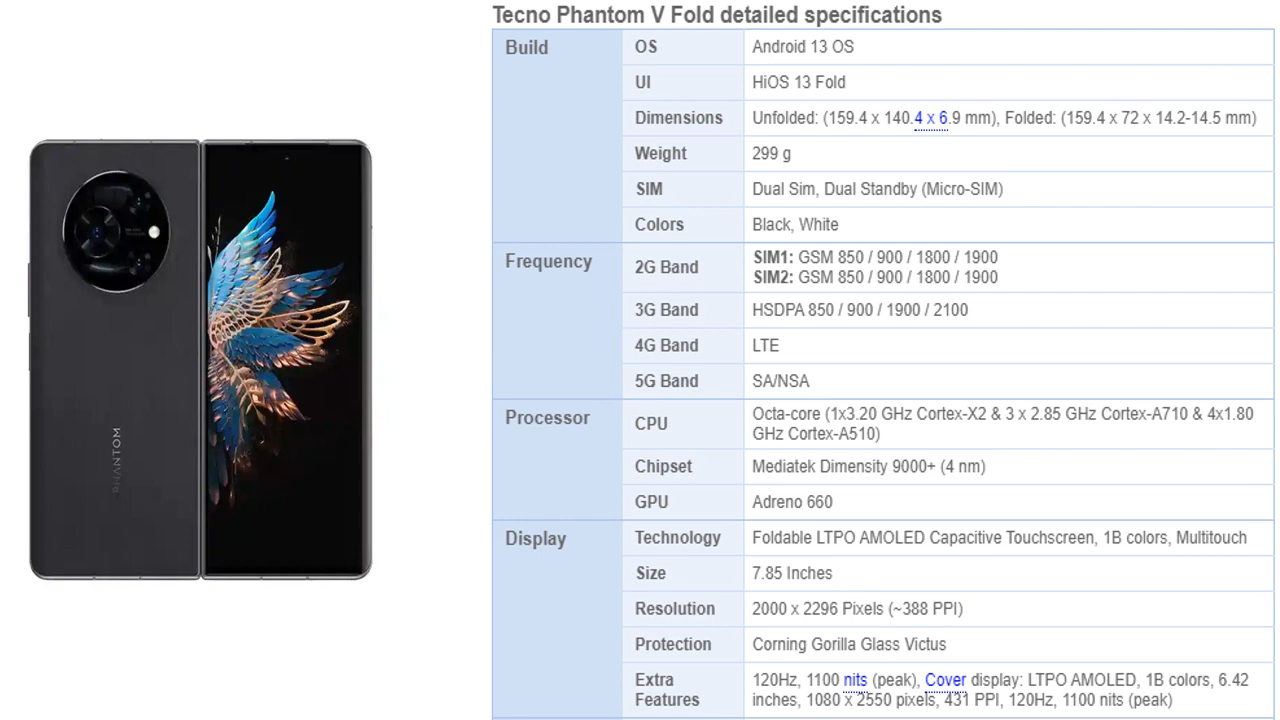 Tecno Phantom V Fold detailed specifications
Build
OS
Android 13 OS
UI
HiOS 13 Fold
Dimensions
Unfolded: (159.4 x 140.4 x 6.9 mm), Folded: (159.4 x 72 x 14.2-14.5 mm)
Weight
299 g
SIM
Dual Sim, Dual Standby (Micro-SIM)
Colors
Black, White
Frequency
2G Band
SIM1: GSM 850 / 900 / 1800 / 1900
SIM2: GSM 850 / 900 / 1800 / 1900
3G Band
HSDPA 850 / 900 / 1900 / 2100
4G Band
LTE
5G Band
SA/NSA
Processor
CPU
Octa-core (1x3.20 GHz Cortex-X2 & 3 x 2.85 GHz Cortex-A710 & 4x1.80
GHz Cortex-A510)
Chipset
Mediatek Dimensity 9000+ (4 nm)
GPU
Adreno 660
Display
Technology
Foldable LTPO AMOLED Capacitive Touchscreen, 1B colors, Multitouch
Size
7.85 Inches
Resolution
2000 x 2296 Pixels (~388 PPI)
Protection
Corning Gorilla Glass Victus
Extra
Features
120Hz, 1100 nits (peak), Cover display: LTPO AMOLED, 1B colors, 6.42
inches, 1080 x 2550 pixels, 431 PPI, 120Hz, 1100 nits (peak)
PHANTOM